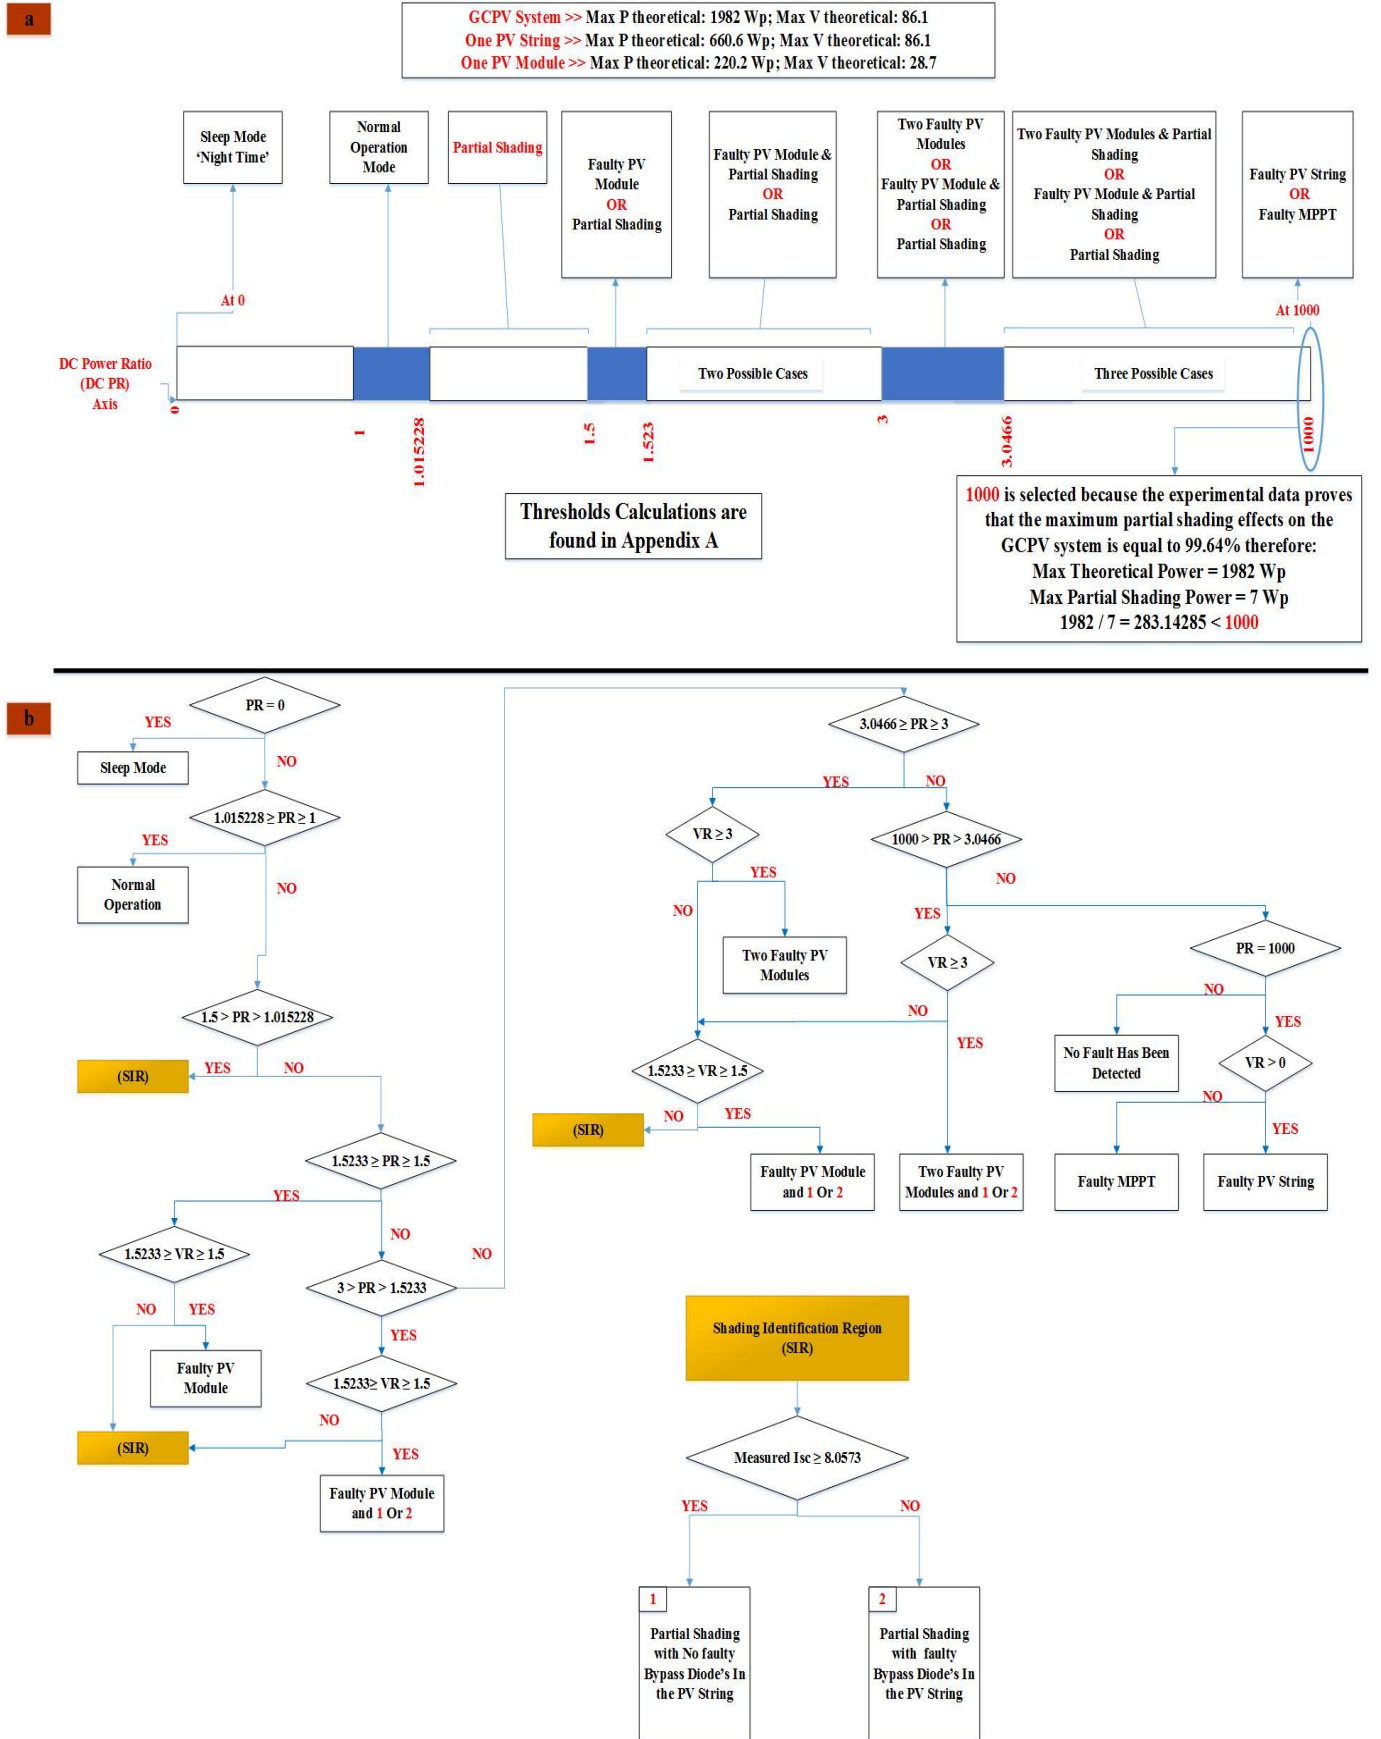 a
GCPV System >> Max P theoretical: 1982 Wp; Max V theoretical: 86.1
One PV String >> Max P theoretical: 660.6 Wp; Max V theoretical: 86.1
One PV Module >> Max P theoretical: 220.2 Wp; Max V theoretical: 28.7
Sleep Mode
‘Night Time’
Normal
Operation
Mode
Partial Shading
Faulty PV
Module
OR
Partial Shading
Faulty PV Module &
Partial Shading
OR
Partial Shading
Two Faulty PV
Modules
OR
Faulty PV Module &
Partial Shading
OR
Partial Shading
Two Faulty PV Modules & Partial
Shading
OR
Faulty PV Module & Partial
Shading
OR
Partial Shading
Faulty PV String
OR
Faulty MPPT
At 0
At 1000
DC Power Ratio
(DC PR)
Axis
Two Possible Cases
Three Possible Cases
0
1
1.015228
1.5
1.523
3
3.0466
1000
Thresholds Calculations are
found in Appendix A
1000 is selected because the experimental data proves
that the maximum partial shading effects on the
GCPV system is equal to 99.64% therefore:
Max Theoretical Power = 1982 Wp
Max Partial Shading Power = 7 Wp
1982 / 7 = 283.14285 < 1000
b
PR = 0
YES
NO
Sleep Mode
1.015228 ≥ PR ≥ 1
YES
NO
Normal
Operation
1.5 > PR > 1.015228
YES
NO
(SIR)
1.5233 ≥ PR ≥ 1.5
YES
NO
1.5233 ≥ VR ≥ 1.5
NO
YES
Faulty PV
Module
(SIR)
3 > PR > 1.5233
NO
YES
1.5233≥ VR ≥ 1.5
NO
YES
Faulty PV Module
and 1 Or 2
3.0466 ≥ PR ≥ 3
YES
NO
VR ≥ 3
YES
NO
Two Faulty PV
Modules
1000 > PR > 3.0466
NO
YES
VR ≥ 3
NO
YES
1.5233 ≥ VR ≥ 1.5
NO
YES
(SIR)
Faulty PV Module
and 1 Or 2
Two Faulty PV
Modules and 1 Or 2
PR = 1000
NO
YES
No Fault Has Been
Detected
VR > 0
NO
YES
Faulty MPPT
Faulty PV String
Shading Identification Region
(SIR)
Measured Isc ≥ 8.0573
YES
NO
1
Partial Shading
with No faulty
Bypass Diode's In
the PV String
2
Partial Shading
with faulty
Bypass Diode's In
the PV String